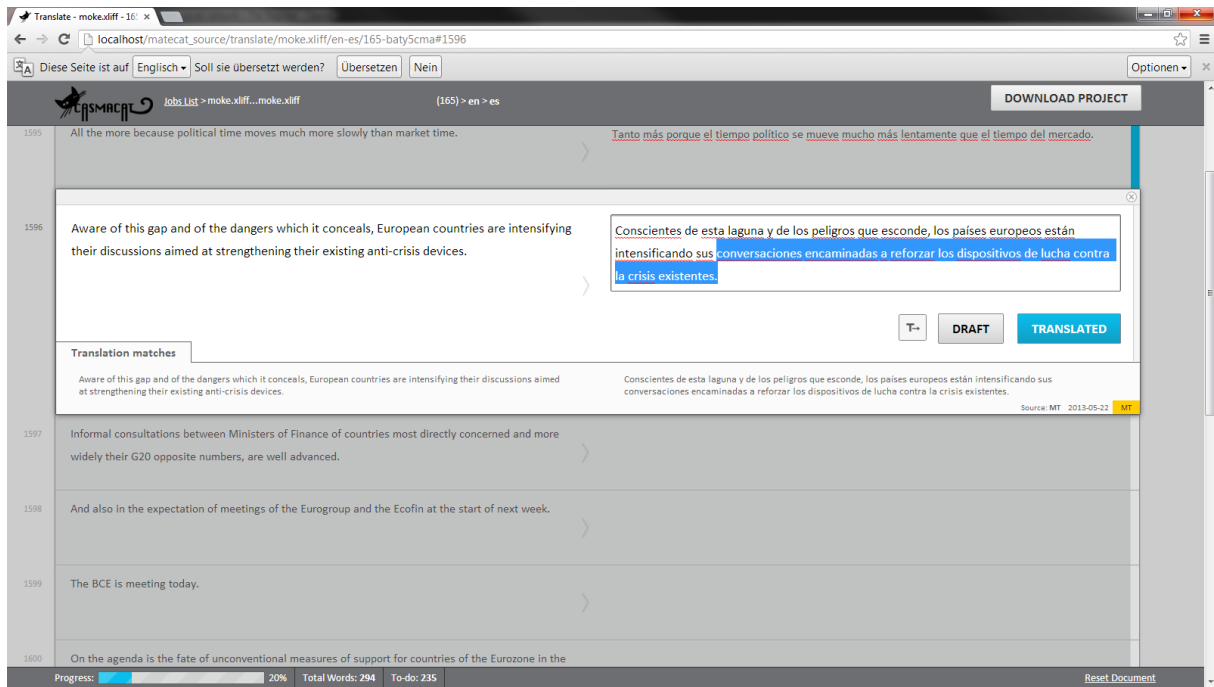 Translate - moke.xliff - 16:
localhost/matecat_source/translate/moke.xliff/en-es/165-baty5cma#1596
Diese Seite ist auf Englisch Soll sie übersetzt werden? Übersetzen Nein Optionen
CASMACAT Jobs List > moke.xliff...moke.xliff (165) > en > es DOWNLOAD PROJECT
1595 All the more because political time moves much more slowly than market time. Tanto más porque el tiempo político se mueve mucho más lentamente que el tiempo del mercado.
1596 Aware of this gap and of the dangers which it conceals, European countries are intensifying
their discussions aimed at strengthening their existing anti-crisis devices.
Conscientes de esta laguna y de los peligros que esconde, los países europeos están
intensificando sus conversaciones encaminadas a reforzar los dispositivos de lucha contra
la crisis existentes.
T→ DRAFT TRANSLATED
Translation matches
Aware of this gap and of the dangers which it conceals, European countries are intensifying their discussions aimed
at strengthening their existing anti-crisis devices.
Conscientes de esta laguna y de los peligros que esconde, los países europeos están intensificando sus
conversaciones encaminadas a reforzar los dispositivos de lucha contra la crisis existentes.
Source: MT 2013-05-22 MT
1597 Informal consultations between Ministers of Finance of countries most directly concerned and more
widely their G20 opposite numbers, are well advanced.
1598 And also in the expectation of meetings of the Eurogroup and the Ecofin at the start of next week.
1599 The BCE is meeting today.
1600 On the agenda is the fate of unconventional measures of support for countries of the Eurozone in the
Progress: 20% Total Words: 294 To-do: 235 Reset Document